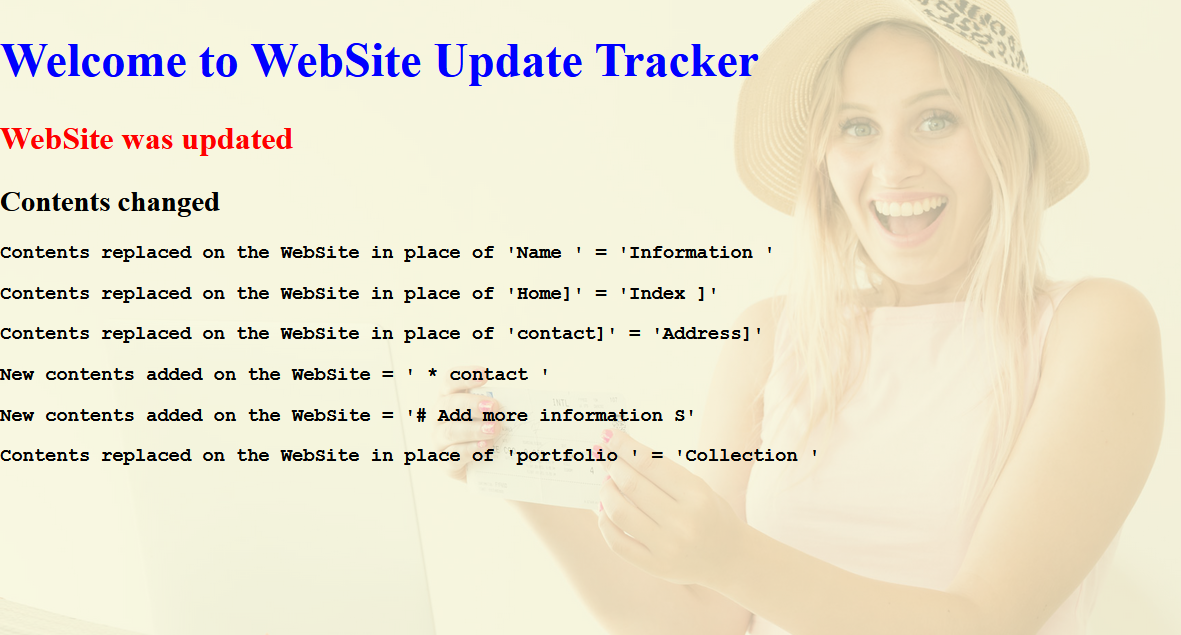 Welcome to WebSite Update Tracker
WebSite was updated
Contents changed
Contents replaced on the WebSite in place of 'Name ' = 'Information '
Contents replaced on the WebSite in place of 'Home]' = 'Index ]'
Contents replaced on the WebSite in place of 'contact]' = 'Address]'
New contents added on the WebSite = ' * contact '
New contents added on the WebSite = '# Add more information S'
Contents replaced on the WebSite in place of 'portfolio ' = 'Collection '